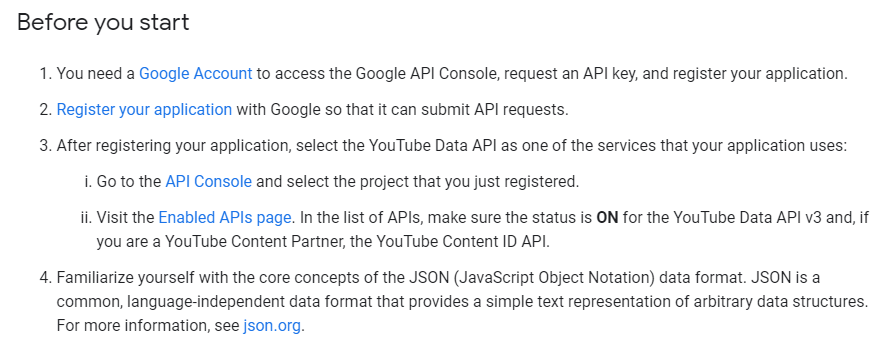 Before you start
1. You need a Google Account to access the Google API Console, request an API key, and register your application.
2. Register your application with Google so that it can submit API requests.
3. After registering your application, select the YouTube Data API as one of the services that your application uses:
i. Go to the API Console and select the project that you just registered.
ii. Visit the Enabled APIs page. In the list of APIs, make sure the status is ON for the YouTube Data API v3 and, if
you are a YouTube Content Partner, the YouTube Content ID API.
4. Familiarize yourself with the core concepts of the JSON (JavaScript Object Notation) data format. JSON is a
common, language-independent data format that provides a simple text representation of arbitrary data structures.
For more information, see json.org.